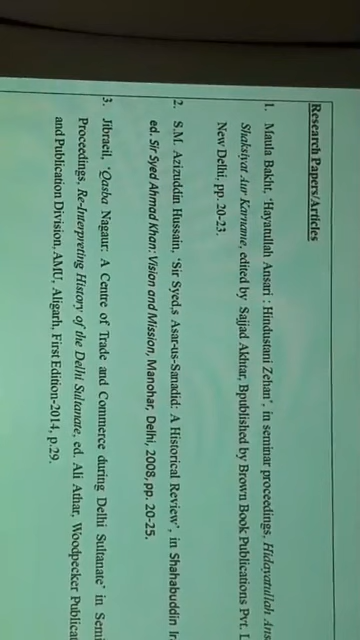 Research Papers/Articles
1. Maula Bakht, 'Hayatullah Ansari : Hindustani Zehan', in seminar proceedings, Hidayatullah Ans
Shaksiyat Aur Karname, edited by Sajjad Akhtar, Bpublished by Brown Book Publications Pvt. L
New Delhi, pp. 20-23.
2. S.M. Azizuddin Hussain, 'Sir Syed,s Asar-us-Sanadid: A Historical Review', in Shahabuddin Ir
ed. Sir Syed Ahmad Khan: Vision and Mission, Manohar, Delhi, 2008, pp. 20-25.
3. Jibraeil, 'Qasba Nagaur: A Centre of Trade and Commerce during Delhi Sultanate' in Semi
Proceedings, Re-Interpreting History of the Delhi Sultanate, ed. Ali Athar, Woodpecker Publicat
and Publication Division, AMU, Aligarh, First Edition-2014, p.29.